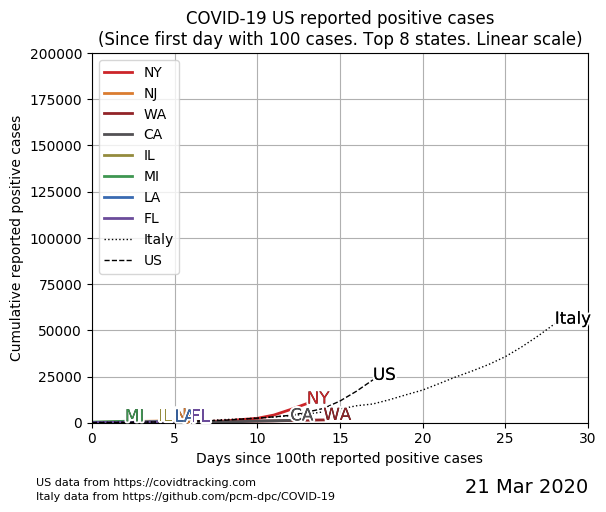 COVID-19 US reported positive cases
(Since first day with 100 cases. Top 8 states. Linear scale)
200000
175000
150000
125000
100000
75000
50000
25000
0
Cumulative reported positive cases
NY
NJ
WA
CA
IL
MI
LA
FL
Italy
US
Italy
US
NY
MI
IL
LA
FL
CA
WA
0 5 10 15 20 25 30
Days since 100th reported positive cases
US data from https://covidtracking.com
Italy data from https://github.com/pcm-dpc/COVID-19
21 Mar 2020